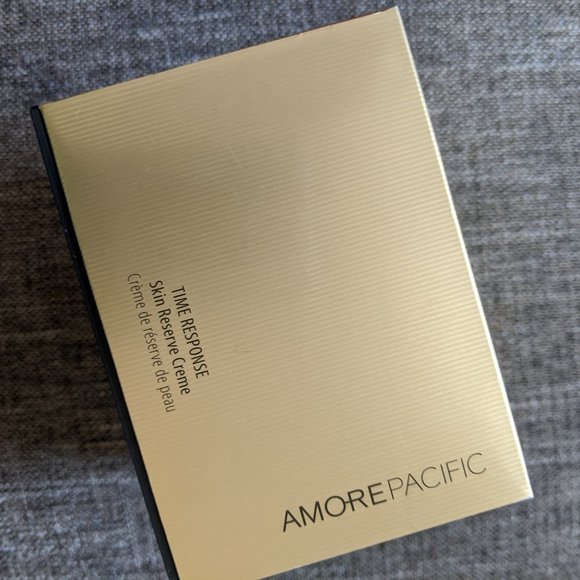 TIME RESPONSE
Skin Reserve Creme
Crème de réserve de peau
AMOREPACIFIC